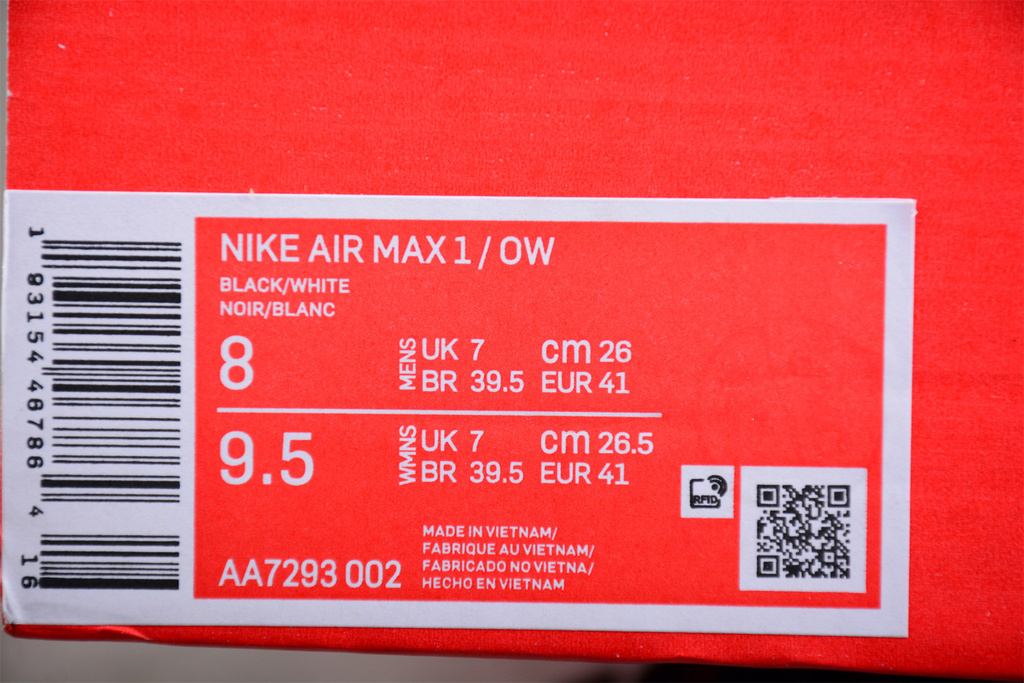 NIKE AIR MAX 1 / OW
BLACK/WHITE
NOIR/BLANC
8
MENS
UK 7 cm 26
BR 39.5 EUR 41
9.5
WMNS
UK 7 cm 26.5
BR 39.5 EUR 41
AA7293 002
MADE IN VIETNAM/
FABRIQUE AU VIETNAM/
FABRICADO NO VIETNA/
HECHO EN VIETNAM
RFID
1 93154 48786 4 16